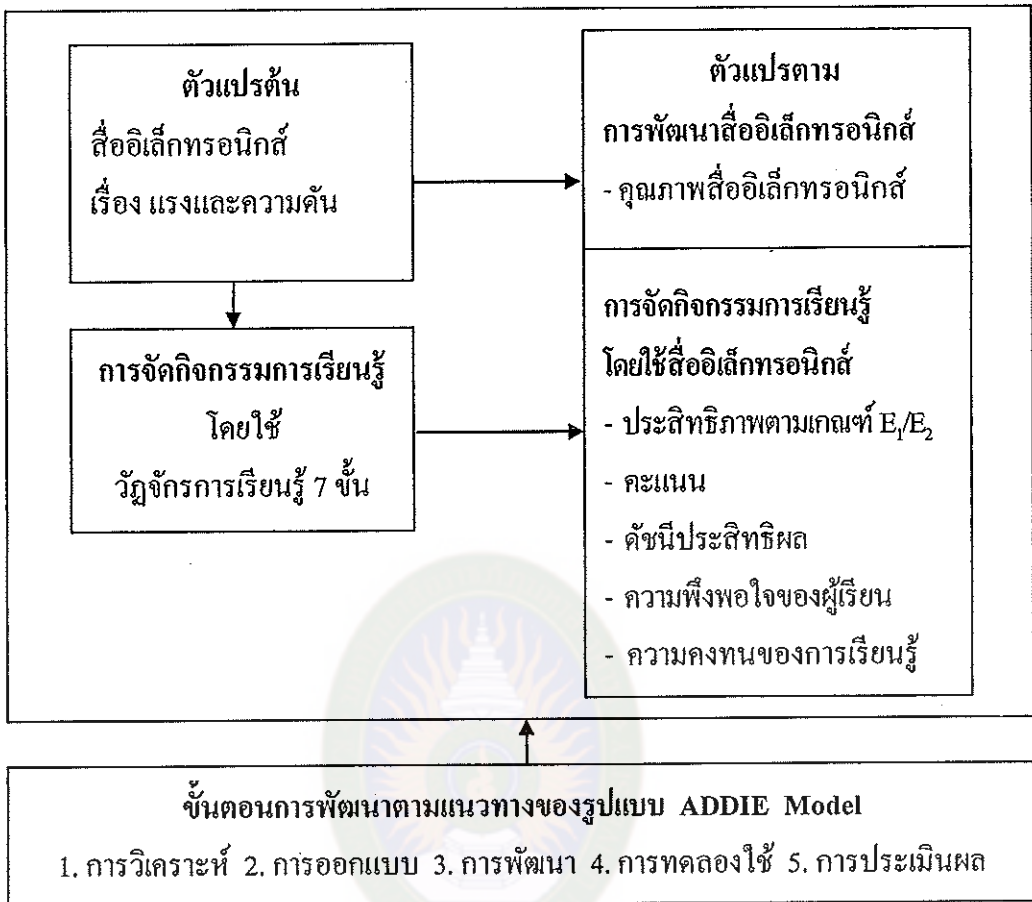 ตัวแปรต้น
สื่ออิเล็กทรอนิกส์
เรื่อง แรงและความดัน
การจัดกิจกรรมการเรียนรู้
โดยใช้
วัฏจักรการเรียนรู้ 7 ขั้น
ตัวแปรตาม
การพัฒนาสื่ออิเล็กทรอนิกส์
- คุณภาพสื่ออิเล็กทรอนิกส์
การจัดกิจกรรมการเรียนรู้
โดยใช้สื่ออิเล็กทรอนิกส์
- ประสิทธิภาพตามเกณฑ์ E₁/E₂
- คะแนน
- ดัชนีประสิทธิผล
- ความพึงพอใจของผู้เรียน
- ความคงทนของการเรียนรู้
ขั้นตอนการพัฒนาตามแนวทางของรูปแบบ ADDIE Model
1. การวิเคราะห์ 2. การออกแบบ 3. การพัฒนา 4. การทดลองใช้ 5. การประเมินผล